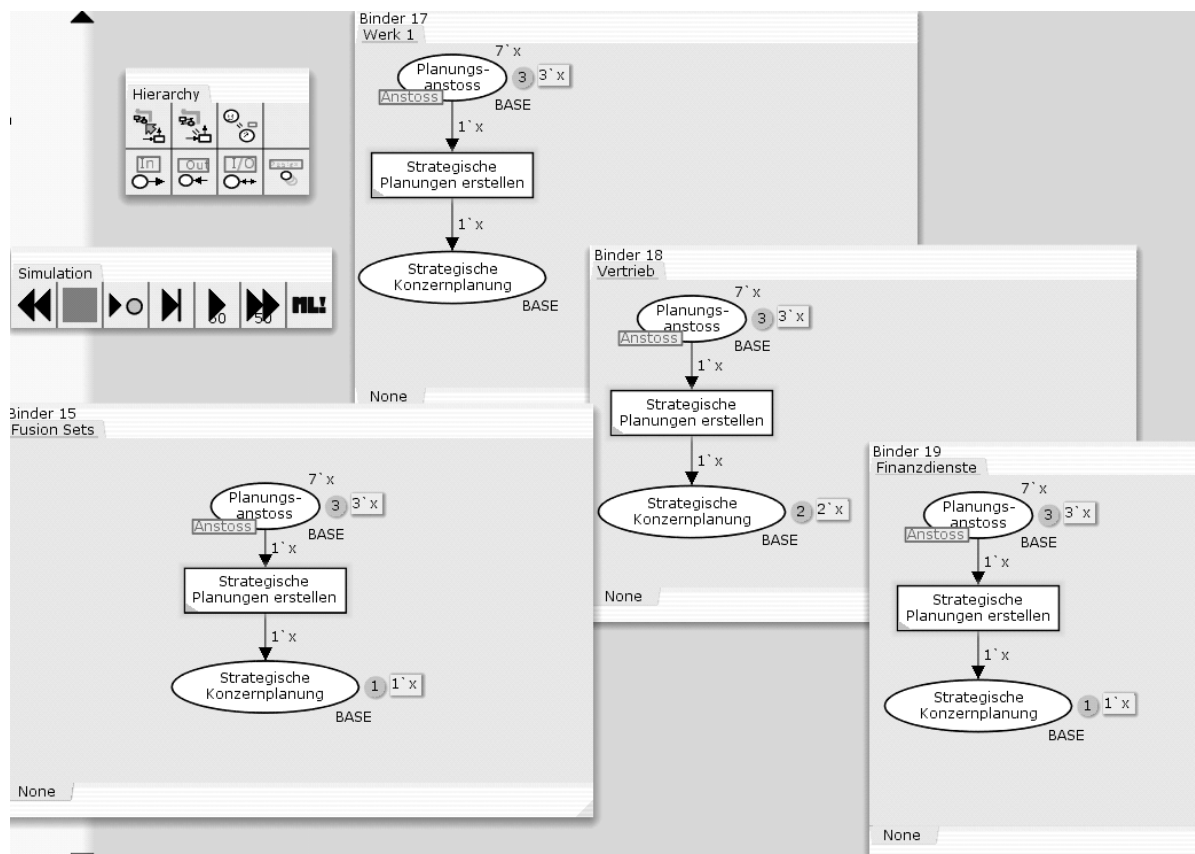 Binder 17
Werk 1
7`x
Planungs-
anstoss
3
3`x
Anstoss
BASE
1`x
Strategische
Planungen erstellen
1`x
Strategische
Konzernplanung
BASE
None
Hierarchy
In
Out
I/O
Simulation
60
50
ML!
Binder 18
Vertrieb
7`x
Planungs-
anstoss
3
3`x
Anstoss
BASE
1`x
Strategische
Planungen erstellen
1`x
Strategische
Konzernplanung
2
2`x
BASE
None
Binder 15
Fusion Sets
7`x
Planungs-
anstoss
3
3`x
Anstoss
BASE
1`x
Strategische
Planungen erstellen
1`x
Strategische
Konzernplanung
1
1`x
BASE
None
Binder 19
Finanzdienste
7`x
Planungs-
anstoss
3
3`x
Anstoss
BASE
1`x
Strategische
Planungen erstellen
1`x
Strategische
Konzernplanung
1
1`x
BASE
None